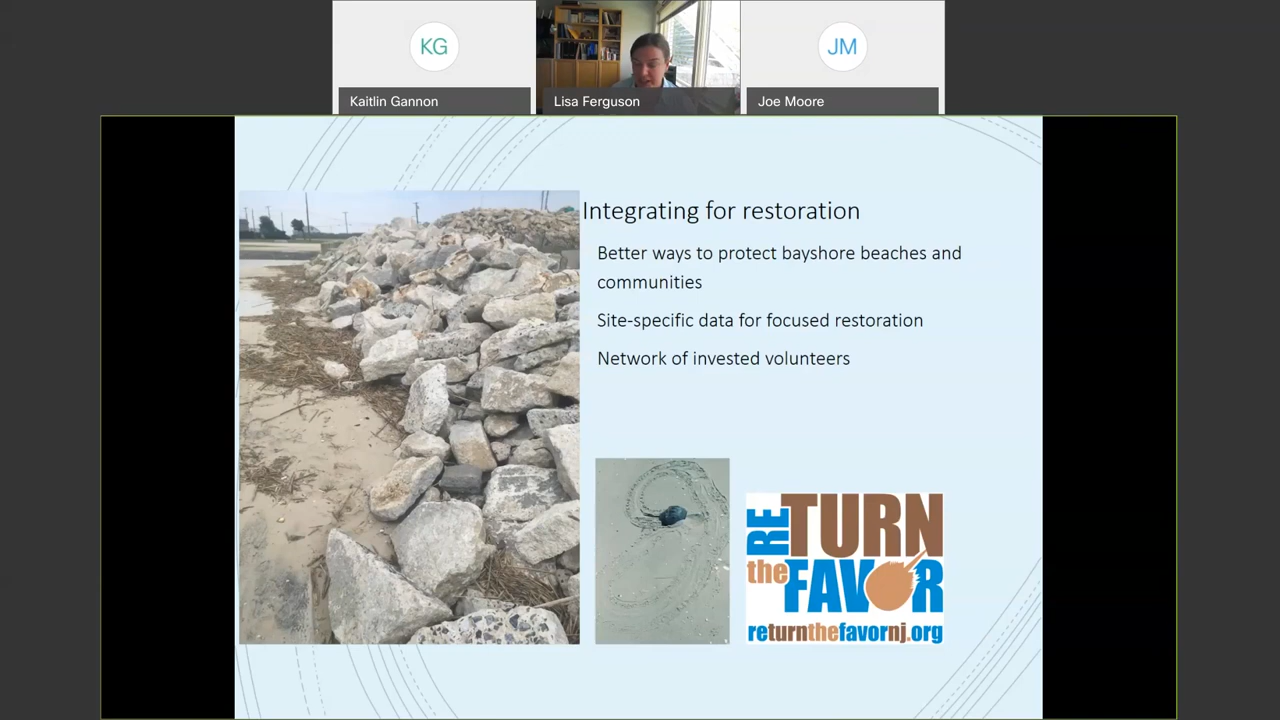 KG
JM
Kaitlin Gannon
Lisa Ferguson
Joe Moore
Integrating for restoration
Better ways to protect bayshore beaches and
communities
Site-specific data for focused restoration
Network of invested volunteers
RETURN
the FAVOR
returnthefavornj.org